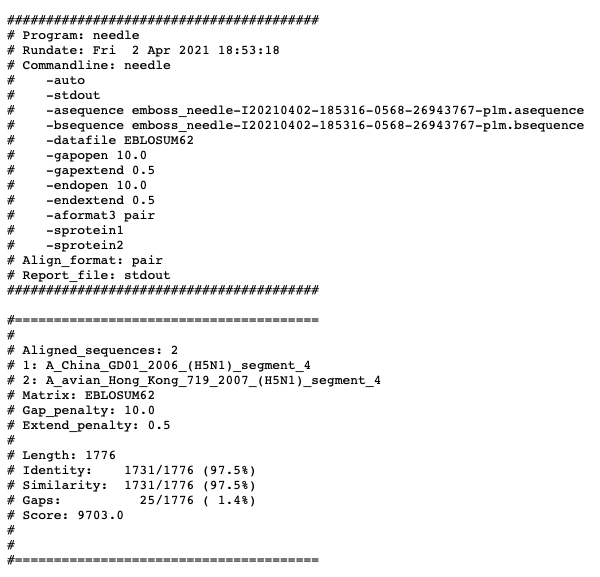 ########################################
# Program: needle
# Rundate: Fri  2 Apr 2021 18:53:18
# Commandline: needle
#    -auto
#    -stdout
#    -asequence emboss_needle-I20210402-185316-0568-26943767-p1m.asequence
#    -bsequence emboss_needle-I20210402-185316-0568-26943767-p1m.bsequence
#    -datafile EBLOSUM62
#    -gapopen 10.0
#    -gapextend 0.5
#    -endopen 10.0
#    -endextend 0.5
#    -aformat3 pair
#    -sprotein1
#    -sprotein2
# Align_format: pair
# Report_file: stdout
########################################
#=======================================
#
# Aligned_sequences: 2
# 1: A_China_GD01_2006_(H5N1)_segment_4
# 2: A_avian_Hong_Kong_719_2007_(H5N1)_segment_4
# Matrix: EBLOSUM62
# Gap_penalty: 10.0
# Extend_penalty: 0.5
#
# Length: 1776
# Identity:    1731/1776 (97.5%)
# Similarity:  1731/1776 (97.5%)
# Gaps:          25/1776 ( 1.4%)
# Score: 9703.0
#
#
#=======================================